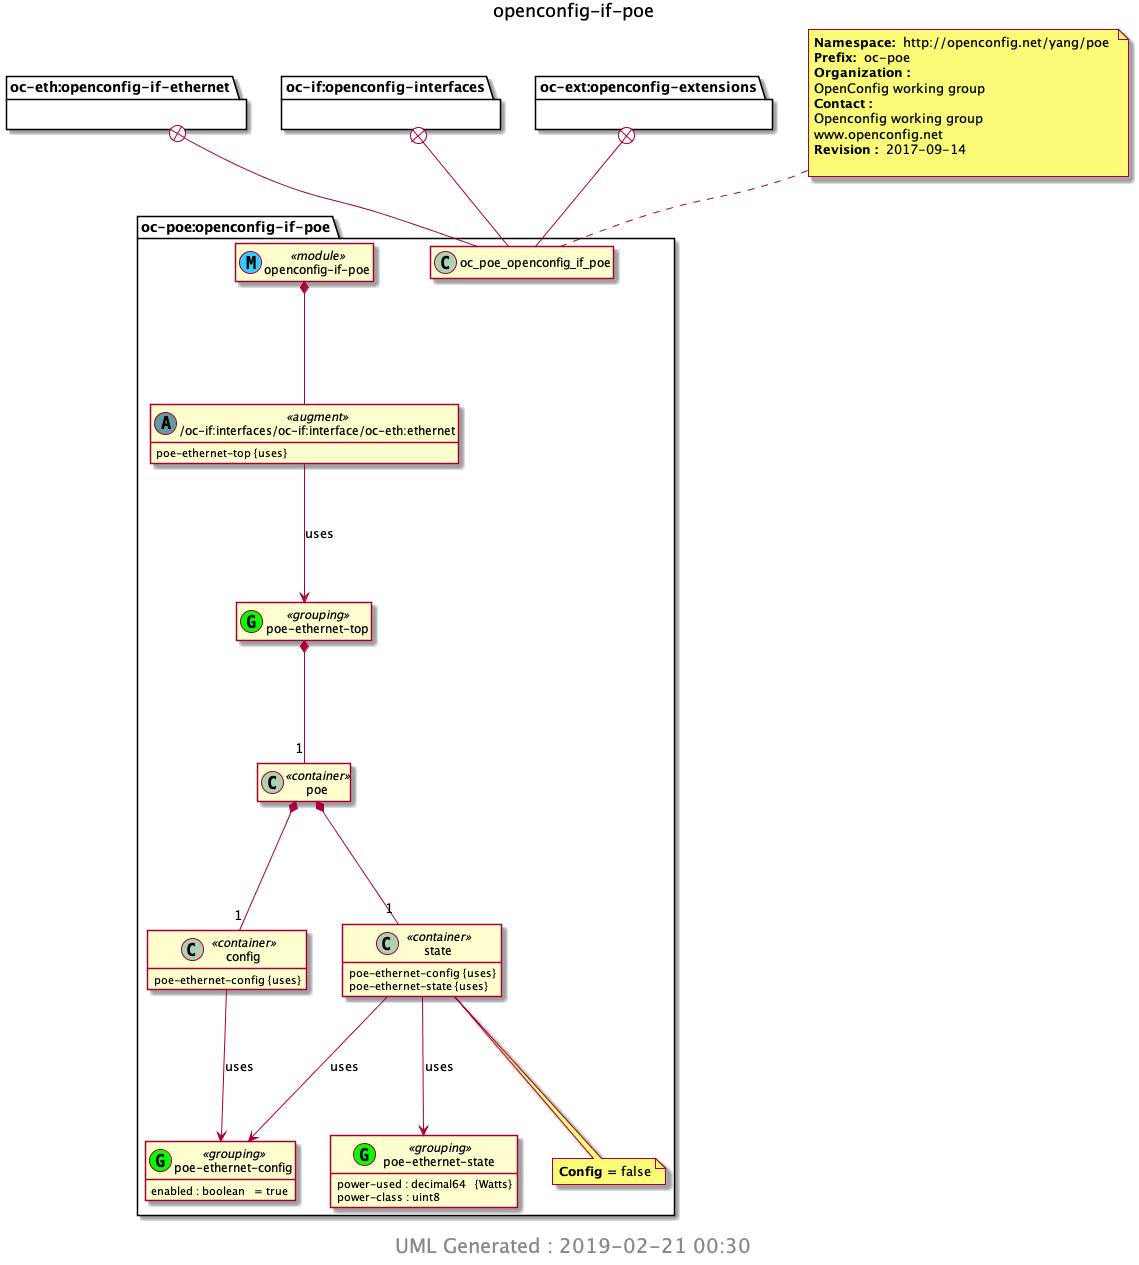 openconfig-if-poe
Namespace: http://openconfig.net/yang/poe
Prefix: oc-poe
Organization :
OpenConfig working group
Contact :
Openconfig working group
www.openconfig.net
Revision : 2017-09-14
oc-eth:openconfig-if-ethernet
oc-if:openconfig-interfaces
oc-ext:openconfig-extensions
oc-poe:openconfig-if-poe
M
«module»
openconfig-if-poe
C
oc_poe_openconfig_if_poe
A
«augment»
/oc-if:interfaces/oc-if:interface/oc-eth:ethernet
poe-ethernet-top {uses}
uses
G
«grouping»
poe-ethernet-top
1
C
«container»
poe
1
1
C
«container»
config
poe-ethernet-config {uses}
C
«container»
state
poe-ethernet-config {uses}
poe-ethernet-state {uses}
uses
uses
uses
G
«grouping»
poe-ethernet-config
enabled : boolean = true
G
«grouping»
poe-ethernet-state
power-used : decimal64 {Watts}
power-class : uint8
Config = false
UML Generated : 2019-02-21 00:30